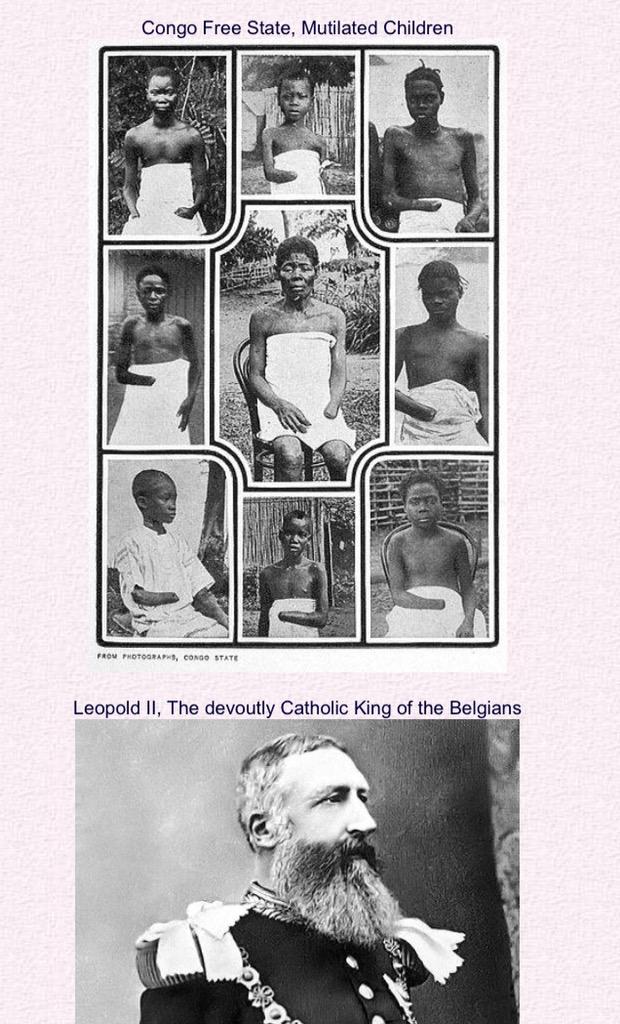 Congo Free State, Mutilated Children
FROM PHOTOGRAPHS, CONGO STATE
Leopold II, The devoutly Catholic King of the Belgians